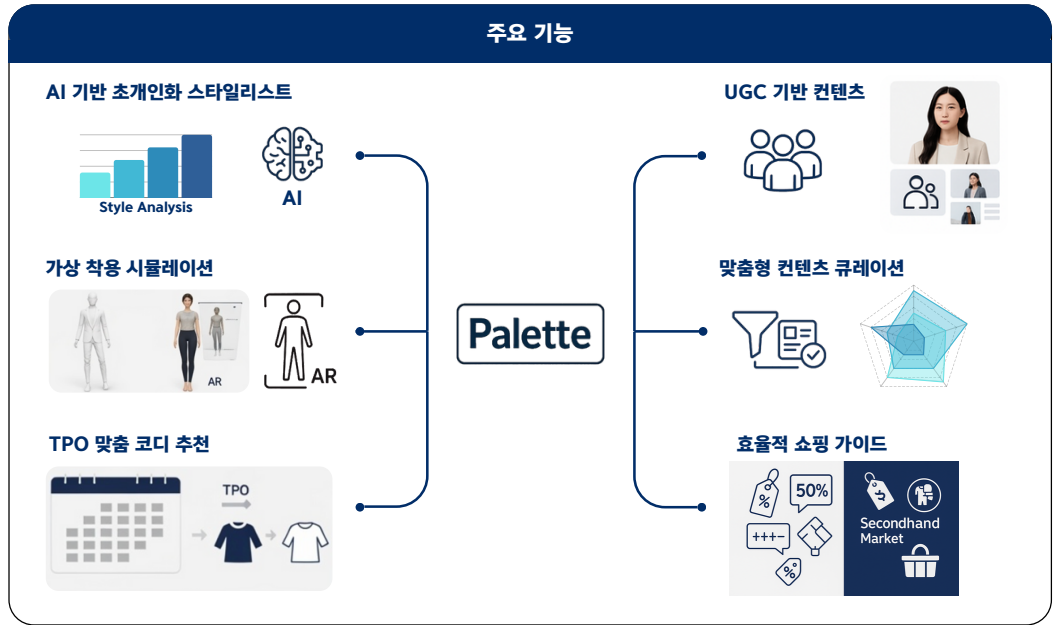 주요 기능
AI 기반 초개인화 스타일리스트
Style Analysis
AI
가상 착용 시뮬레이션
AR
AR
TPO 맞춤 코디 추천
TPO
Palette
UGC 기반 컨텐츠
맞춤형 컨텐츠 큐레이션
효율적 쇼핑 가이드
%
50%
+++-
%
Secondhand
Market